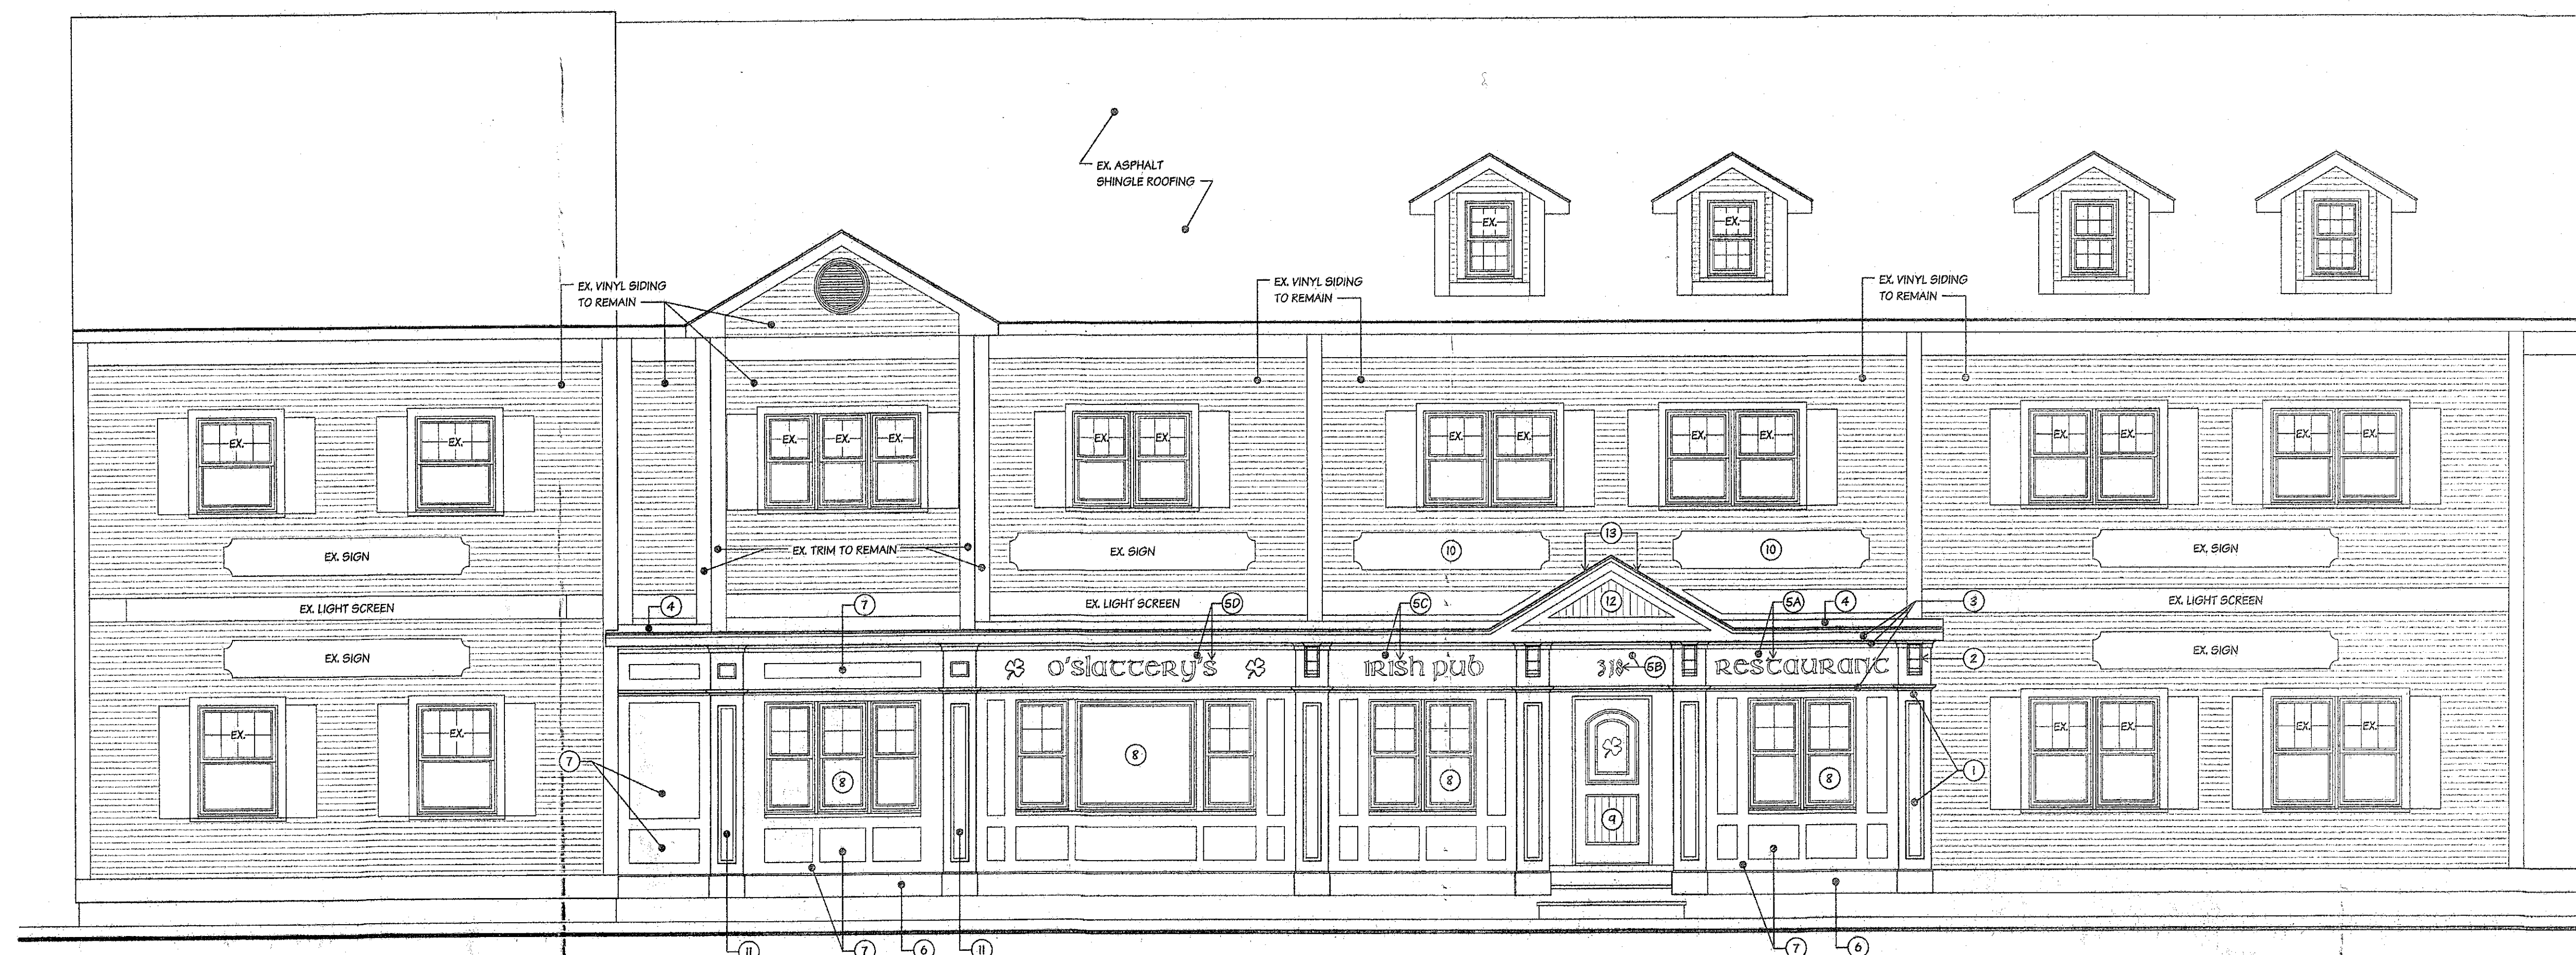 EX. ASPHALT
SHINGLE ROOFING
EX.
EX.
EX. VINYL SIDING
TO REMAIN
EX. VINYL SIDING
TO REMAIN
EX. VINYL SIDING
TO REMAIN
EX. EX. EX. EX. EX. EX. EX. EX. EX. EX. EX. EX. EX. EX. EX.
EX. SIGN
EX. TRIM TO REMAIN
EX. SIGN
10
13
10
EX. SIGN
EX. LIGHT SCREEN
4
7
EX. LIGHT SCREEN
5D
5C
12
5A
4
3
EX. LIGHT SCREEN
EX. SIGN
O'Slattery's
Irish Pub
318
5B
Restaurant
2
EX. SIGN
EX. EX. EX. EX. EX. EX.
7
8
8
8
9
8
1
11
7
6
11
7
6